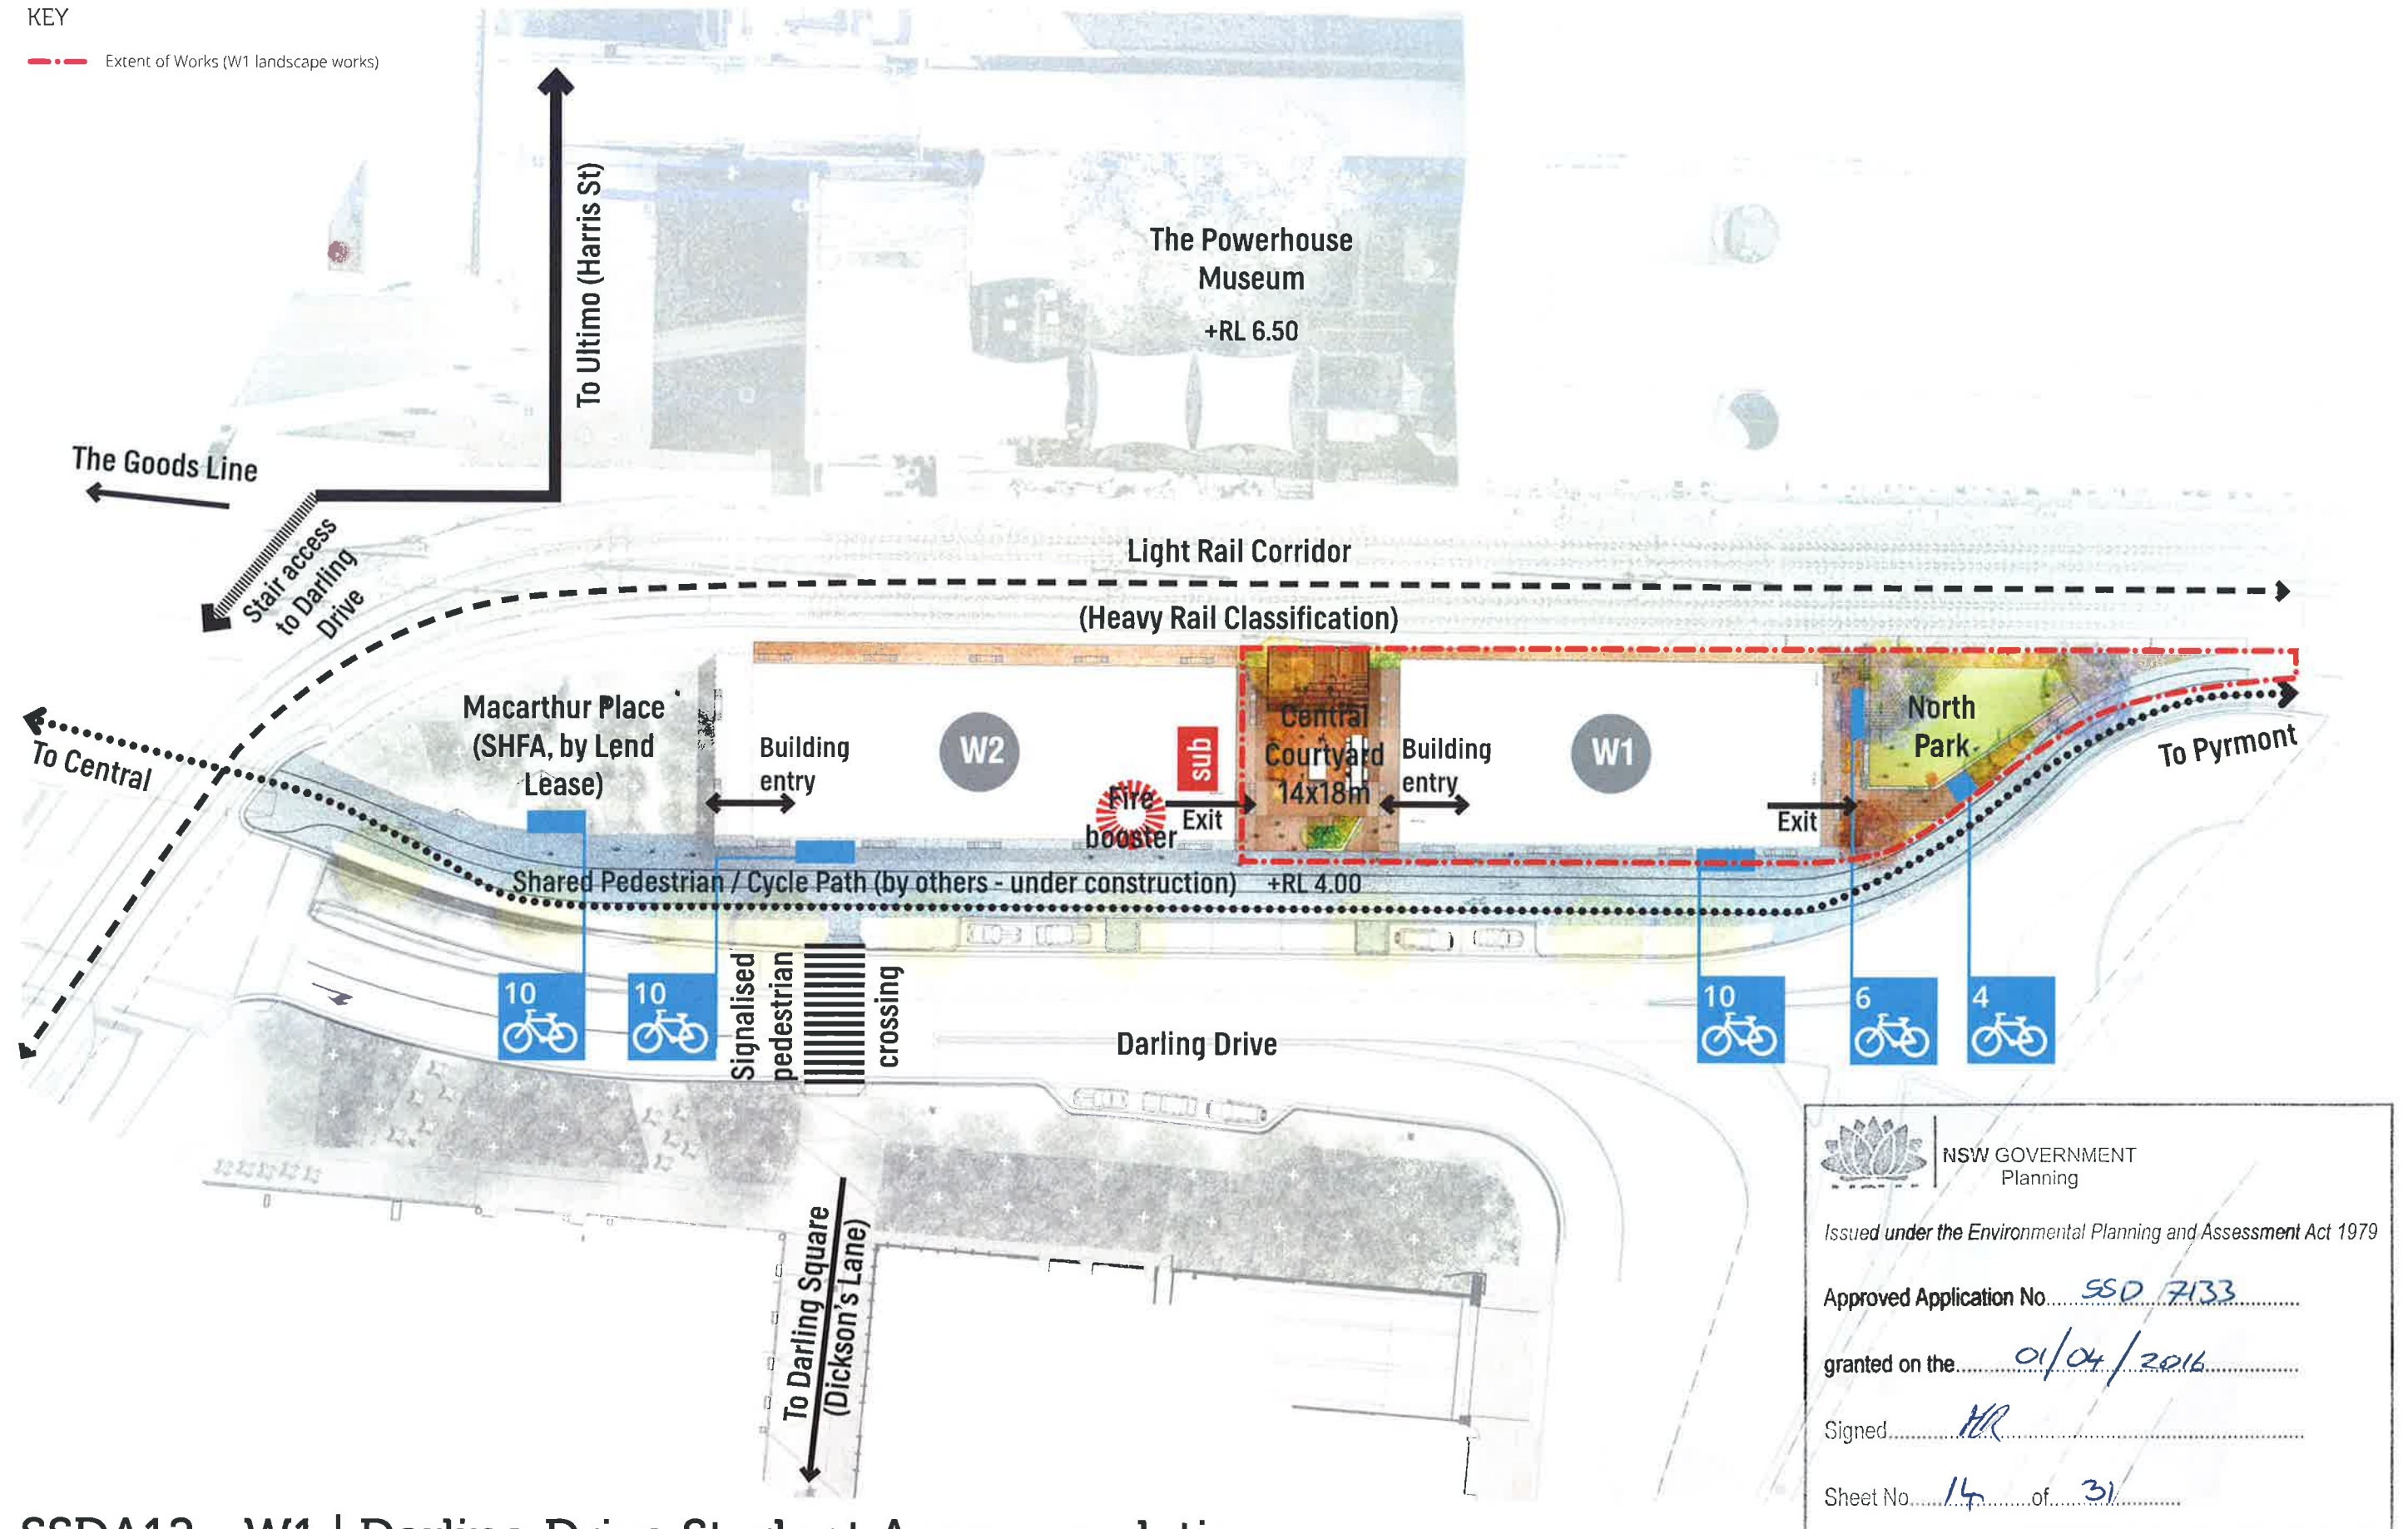 KEY
Extent of Works (W1 landscape works)
To Ultimo (Harris St)
The Powerhouse
Museum
+RL 6.50
The Goods Line
Stair access
to Darling
Drive
Light Rail Corridor
(Heavy Rail Classification)
To Central
Macarthur Place
(SHFA, by Lend
Lease)
Building
entry
W2
sub
Fire
booster
Exit
Central
Courtyard
14x18m
Building
entry
W1
Exit
North
Park
To Pyrmont
Shared Pedestrian / Cycle Path (by others - under construction)
+RL 4.00
10
10
Signalised
pedestrian
crossing
Darling Drive
10
6
4
To Darling Square
(Dickson's Lane)
NSW GOVERNMENT
Planning
Issued under the Environmental Planning and Assessment Act 1979
Approved Application No. SSD 7133
granted on the 01/04/2016
Signed HR
Sheet No. 14 of 31